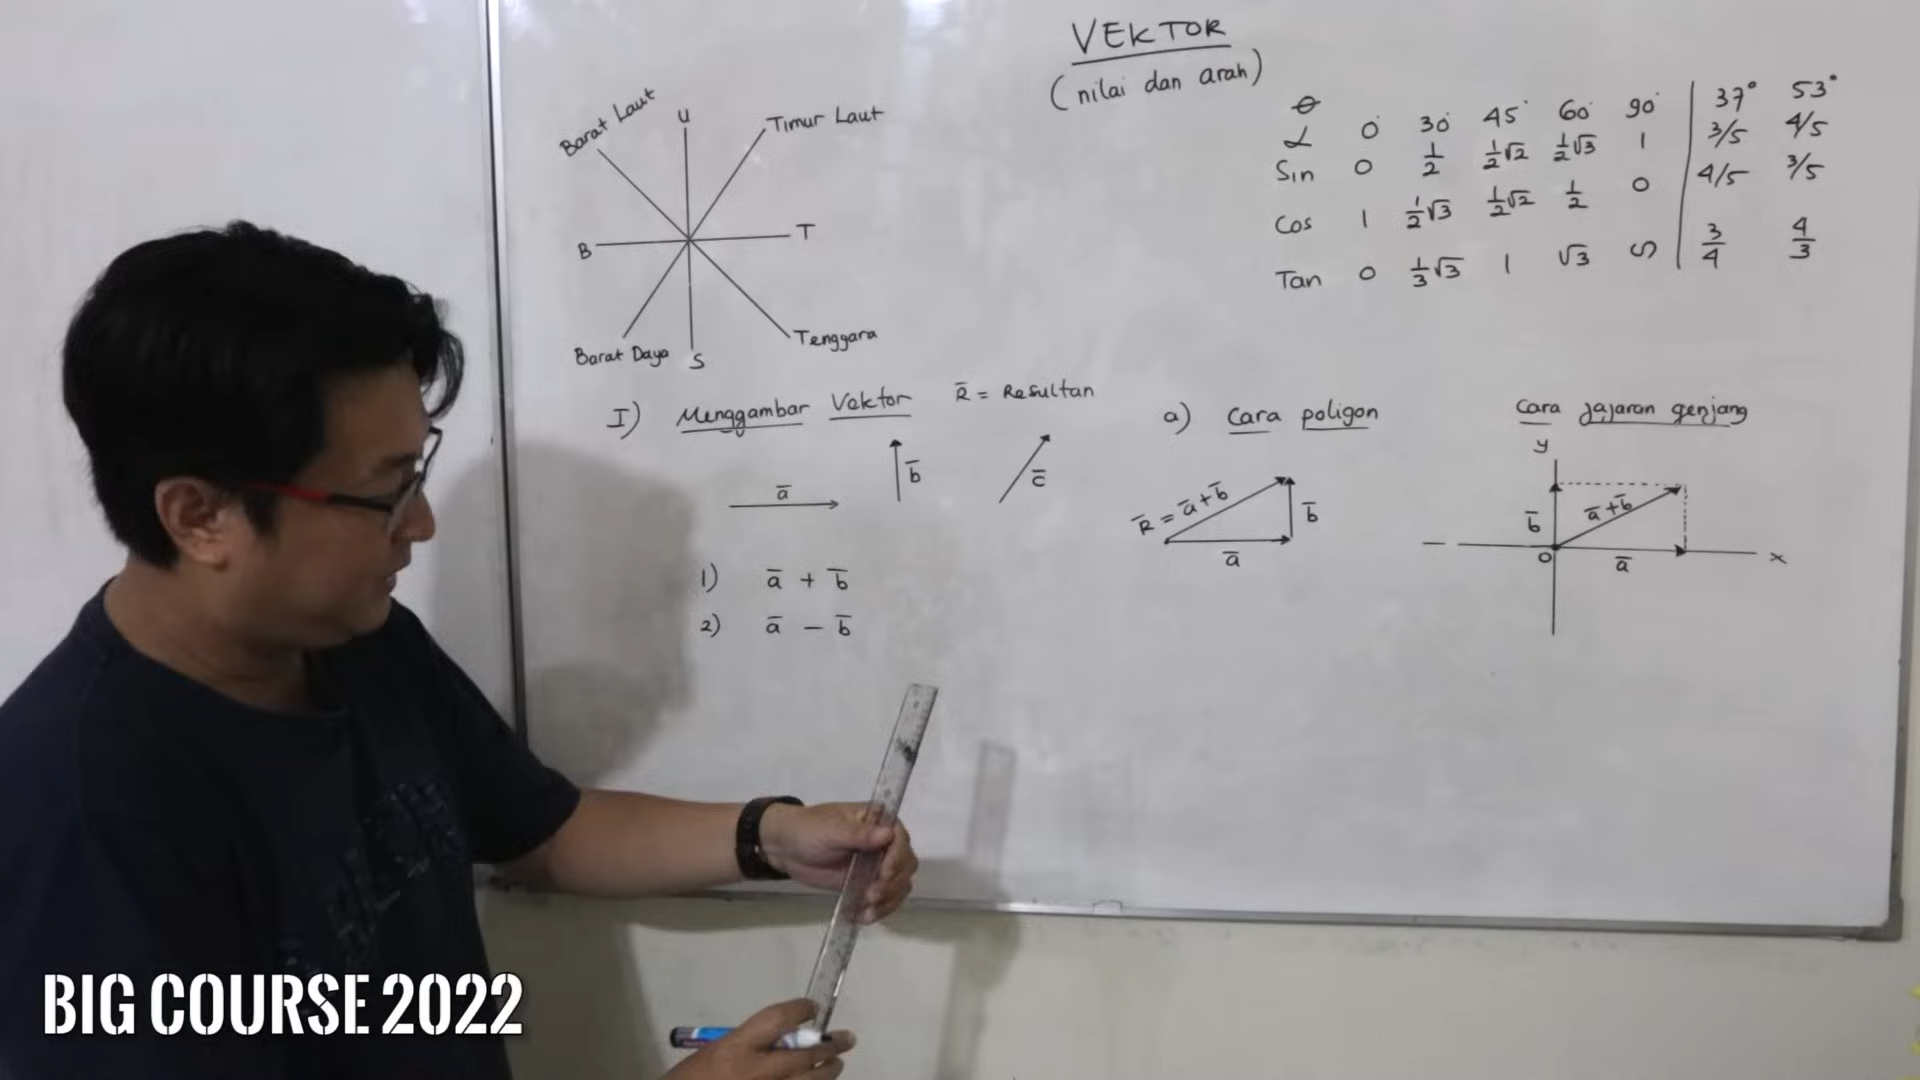 VEKTOR
(nilai dan arah)
Barat Laut
U
Timur Laut
B
T
Barat Daya
S
Tenggara
θ
α 0° 30° 45° 60° 90° 37° 53°
Sin 0 1/2 1/2√2 1/2√3 1 3/5 4/5
Cos 1 1/2√3 1/2√2 1/2 0 4/5 3/5
Tan 0 1/3√3 1 √3 ∽ 3/4 4/3
I) Menggambar Vektor R̄ = Resultan
ā
b̄
c̄
1) ā + b̄
2) ā − b̄
a) Cara poligon
R̄ = ā+b̄
b̄
ā
Cara jajaran genjang
y
b̄
ā+b̄
O
ā
x
BIG COURSE 2022